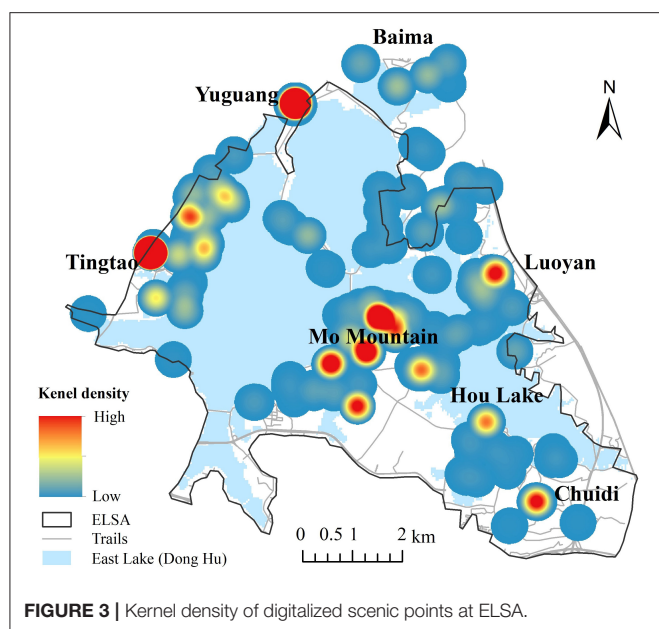 Baima
N
Yuguang
Tingtao
Luoyan
Mo Mountain
Hou Lake
Chuidi
Kenel density
High
Low
ELSA
Trails
East Lake (Dong Hu)
0 0.5 1 2 km
FIGURE 3 | Kernel density of digitalized scenic points at ELSA.